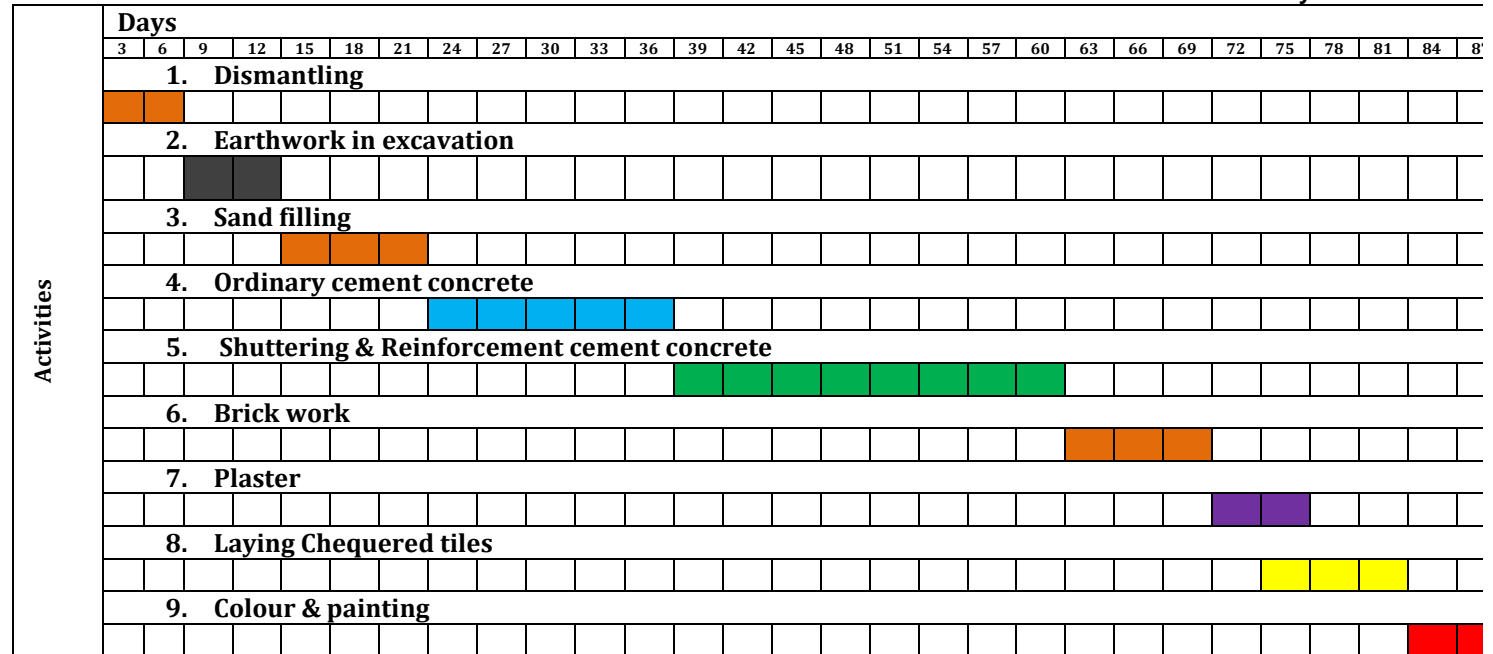 Days
3 6 9 12 15 18 21 24 27 30 33 36 39 42 45 48 51 54 57 60 63 66 69 72 75 78 81 84
1. Dismantling
2. Earthwork in excavation
3. Sand filling
4. Ordinary cement concrete
5. Shuttering & Reinforcement cement concrete
6. Brick work
7. Plaster
8. Laying Chequered tiles
9. Colour & painting
Activities